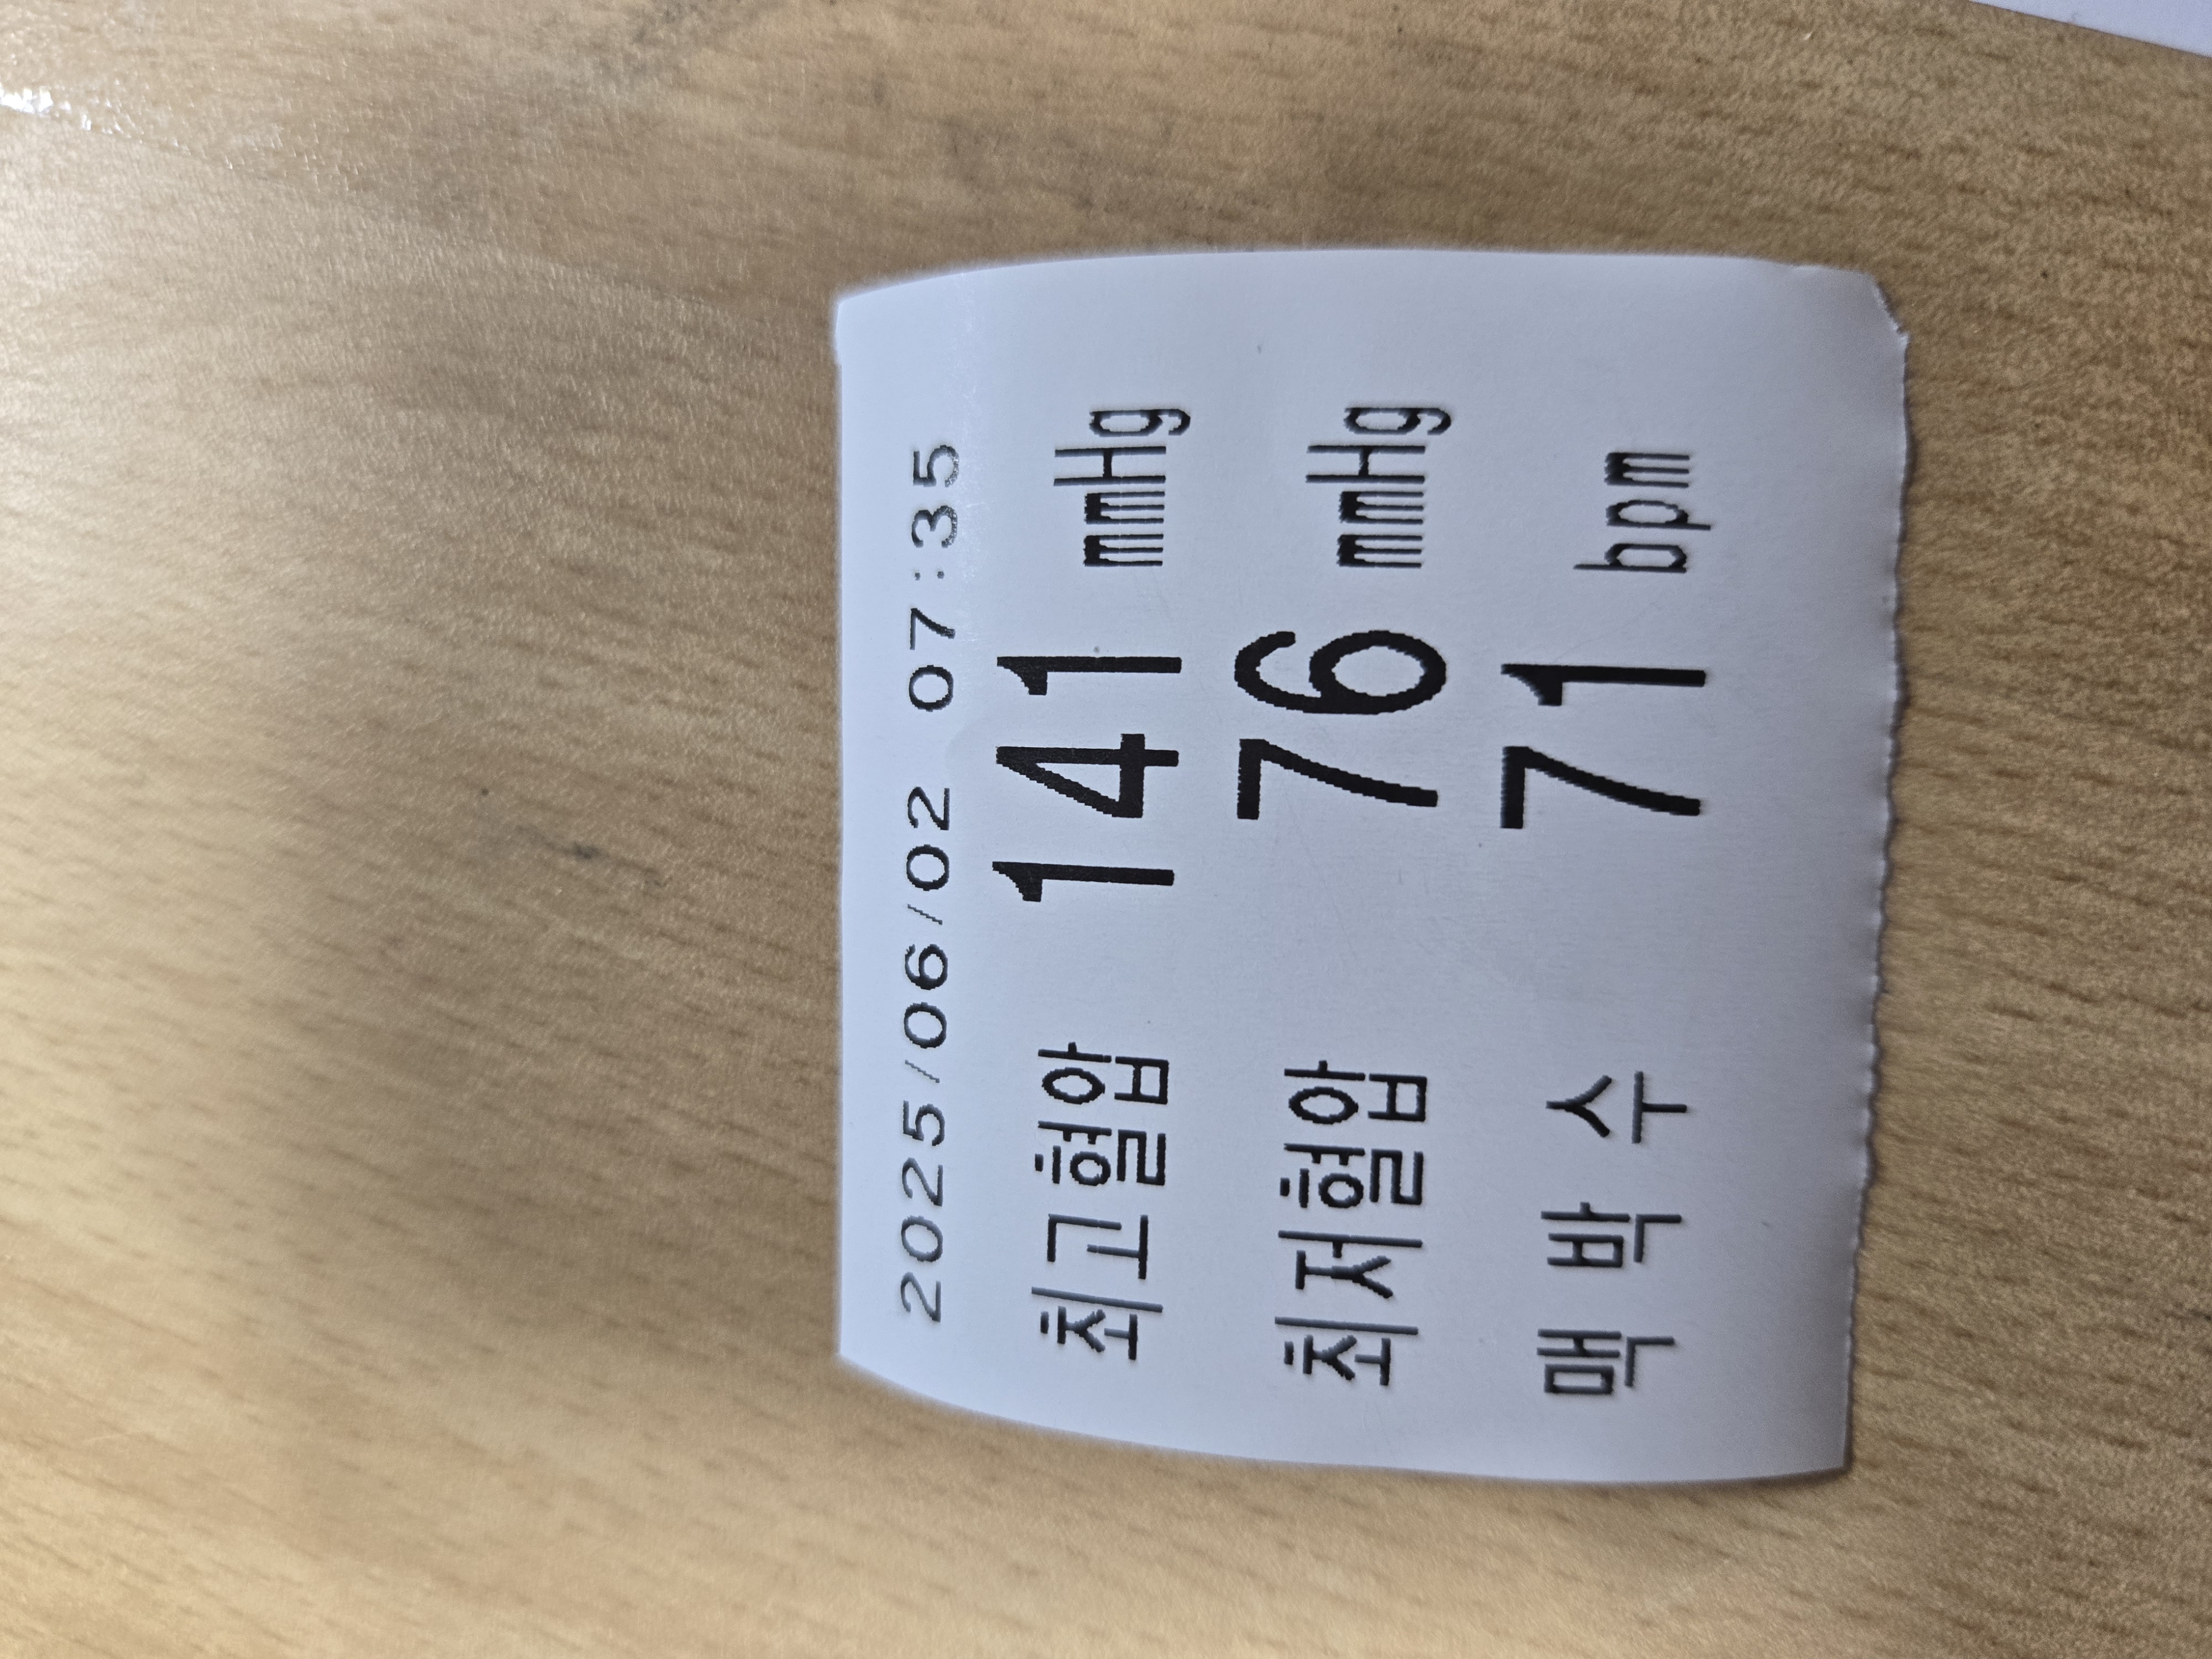 2025/06/02 07:35
최고혈압 141 mmHg
최저혈압 76 mmHg
맥 박 수 71 bpm